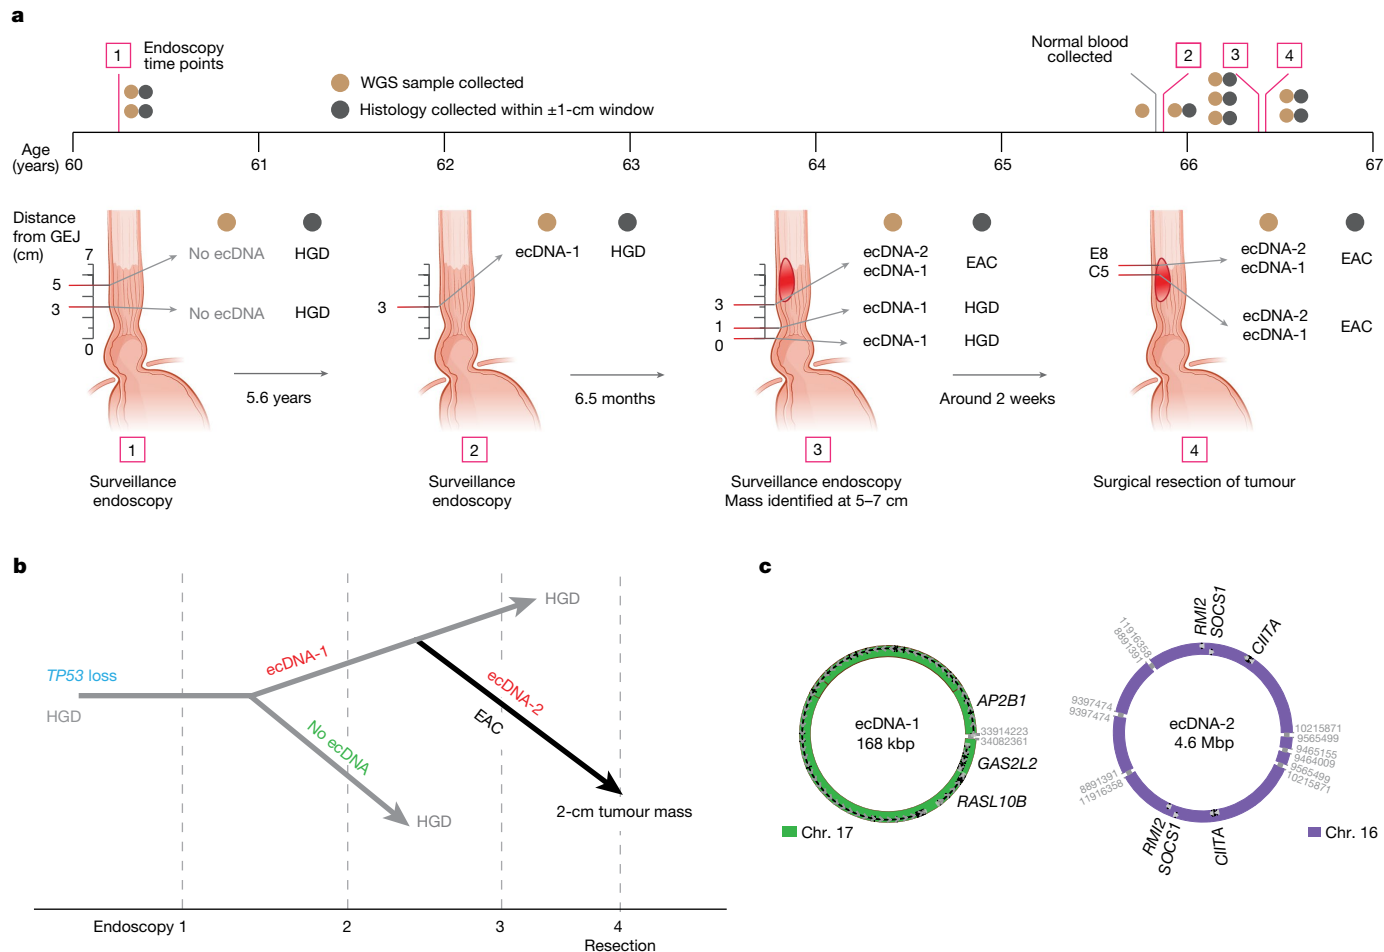 a
1
Endoscopy
time points
WGS sample collected
Histology collected within ±1-cm window
Normal blood
collected
2
3
4
Age
(years)
60
61
62
63
64
65
66
67
Distance
from GEJ
(cm)
7
5
3
0
No ecDNA
HGD
No ecDNA
HGD
5.6 years
1
Surveillance
endoscopy
3
ecDNA-1
HGD
6.5 months
2
Surveillance
endoscopy
3
1
0
ecDNA-2
ecDNA-1
EAC
ecDNA-1
HGD
ecDNA-1
HGD
Around 2 weeks
3
Surveillance endoscopy
Mass identified at 5–7 cm
E8
C5
ecDNA-2
ecDNA-1
EAC
ecDNA-2
ecDNA-1
EAC
4
Surgical resection of tumour
b
TP53 loss
HGD
ecDNA-1
HGD
No ecDNA
HGD
ecDNA-2
EAC
2-cm tumour mass
Endoscopy 1
2
3
4
Resection
c
ecDNA-1
168 kbp
AP2B1
33914223
34082361
GAS2L2
RASL10B
Chr. 17
ecDNA-2
4.6 Mbp
RMI2
SOCS1
CIITA
11916358
8891391
9397474
9397474
8891391
11916358
10215871
9565499
9465155
9464009
9565499
10215871
RMI2
SOCS1
CIITA
Chr. 16